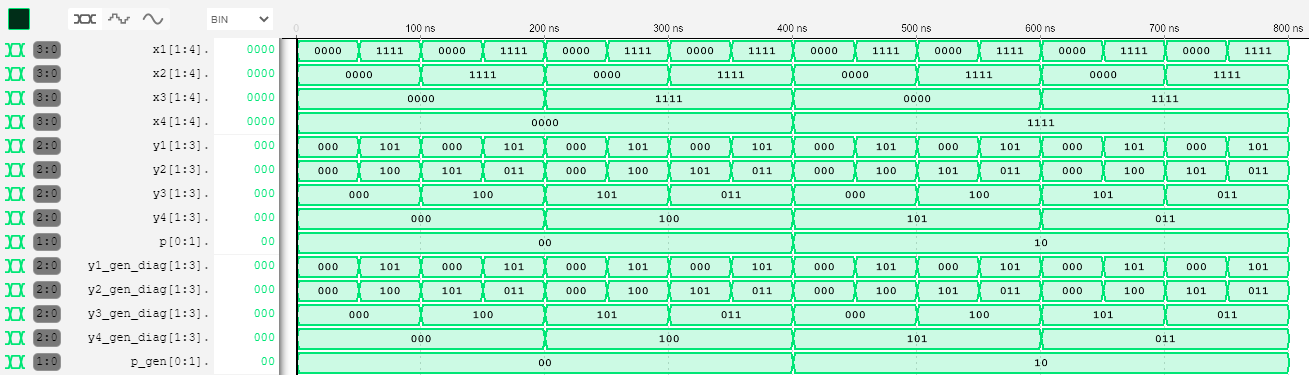 BIN 0 100 ns 200 ns 300 ns 400 ns 500 ns 600 ns 700 ns 800 ns
3:0 x1[1:4]. 0000 0000 1111 0000 1111 0000 1111 0000 1111 0000 1111 0000 1111 0000 1111 0000 1111
3:0 x2[1:4]. 0000 0000 1111 0000 1111 0000 1111 0000 1111
3:0 x3[1:4]. 0000 0000 1111 0000 1111
3:0 x4[1:4]. 0000 0000 1111
2:0 y1[1:3]. 000 000 101 000 101 000 101 000 101 000 101 000 101 000 101 000 101
2:0 y2[1:3]. 000 000 100 101 011 000 100 101 011 000 100 101 011 000 100 101 011
2:0 y3[1:3]. 000 000 100 101 011 000 100 101 011
2:0 y4[1:3]. 000 000 100 101 011
1:0 p[0:1]. 00 00 10
2:0 y1_gen_diag[1:3]. 000 000 101 000 101 000 101 000 101 000 101 000 101 000 101 000 101
2:0 y2_gen_diag[1:3]. 000 000 100 101 011 000 100 101 011 000 100 101 011 000 100 101 011
2:0 y3_gen_diag[1:3]. 000 000 100 101 011 000 100 101 011
2:0 y4_gen_diag[1:3]. 000 000 100 101 011
1:0 p_gen[0:1]. 00 00 10